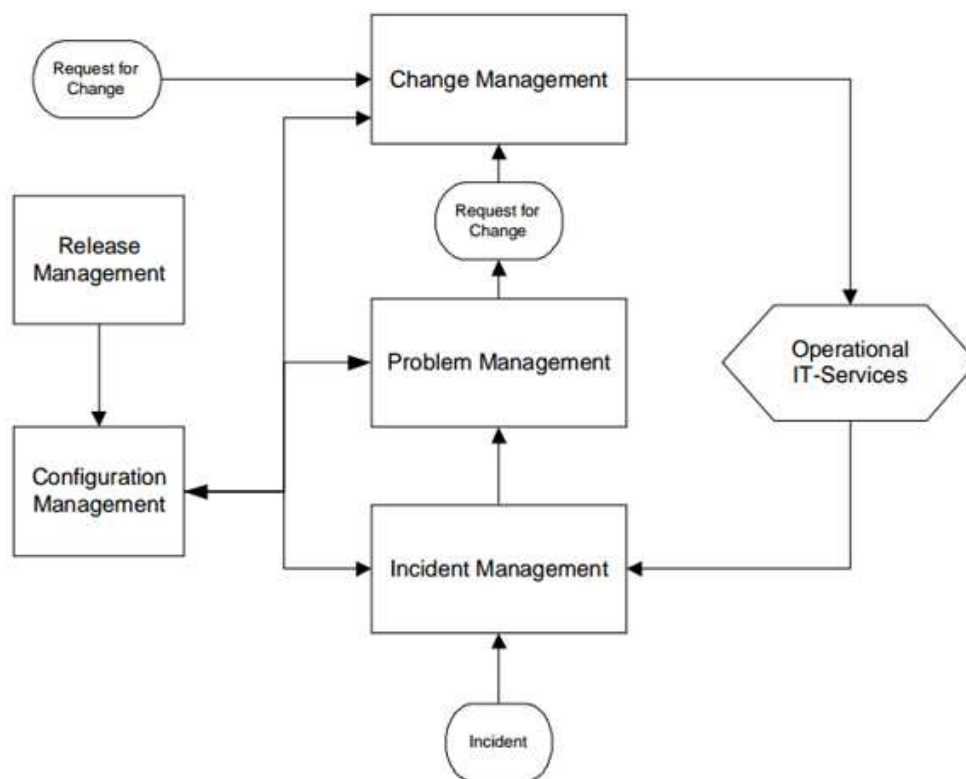 Request for
Change
Change Management
Request for
Change
Release
Management
Problem Management
Operational
IT-Services
Configuration
Management
Incident Management
Incident